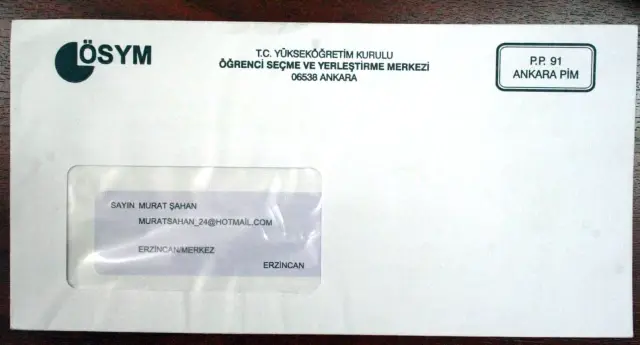 ÖSYM
T.C. YÜKSEKÖĞRETİM KURULU
ÖĞRENCİ SEÇME VE YERLEŞTİRME MERKEZİ
06538 ANKARA
P.P. 91
ANKARA PİM
SAYIN MURAT ŞAHAN
MURATSAHAN_24@HOTMAİL.COM
ERZİNCAN/MERKEZ
ERZİNCAN